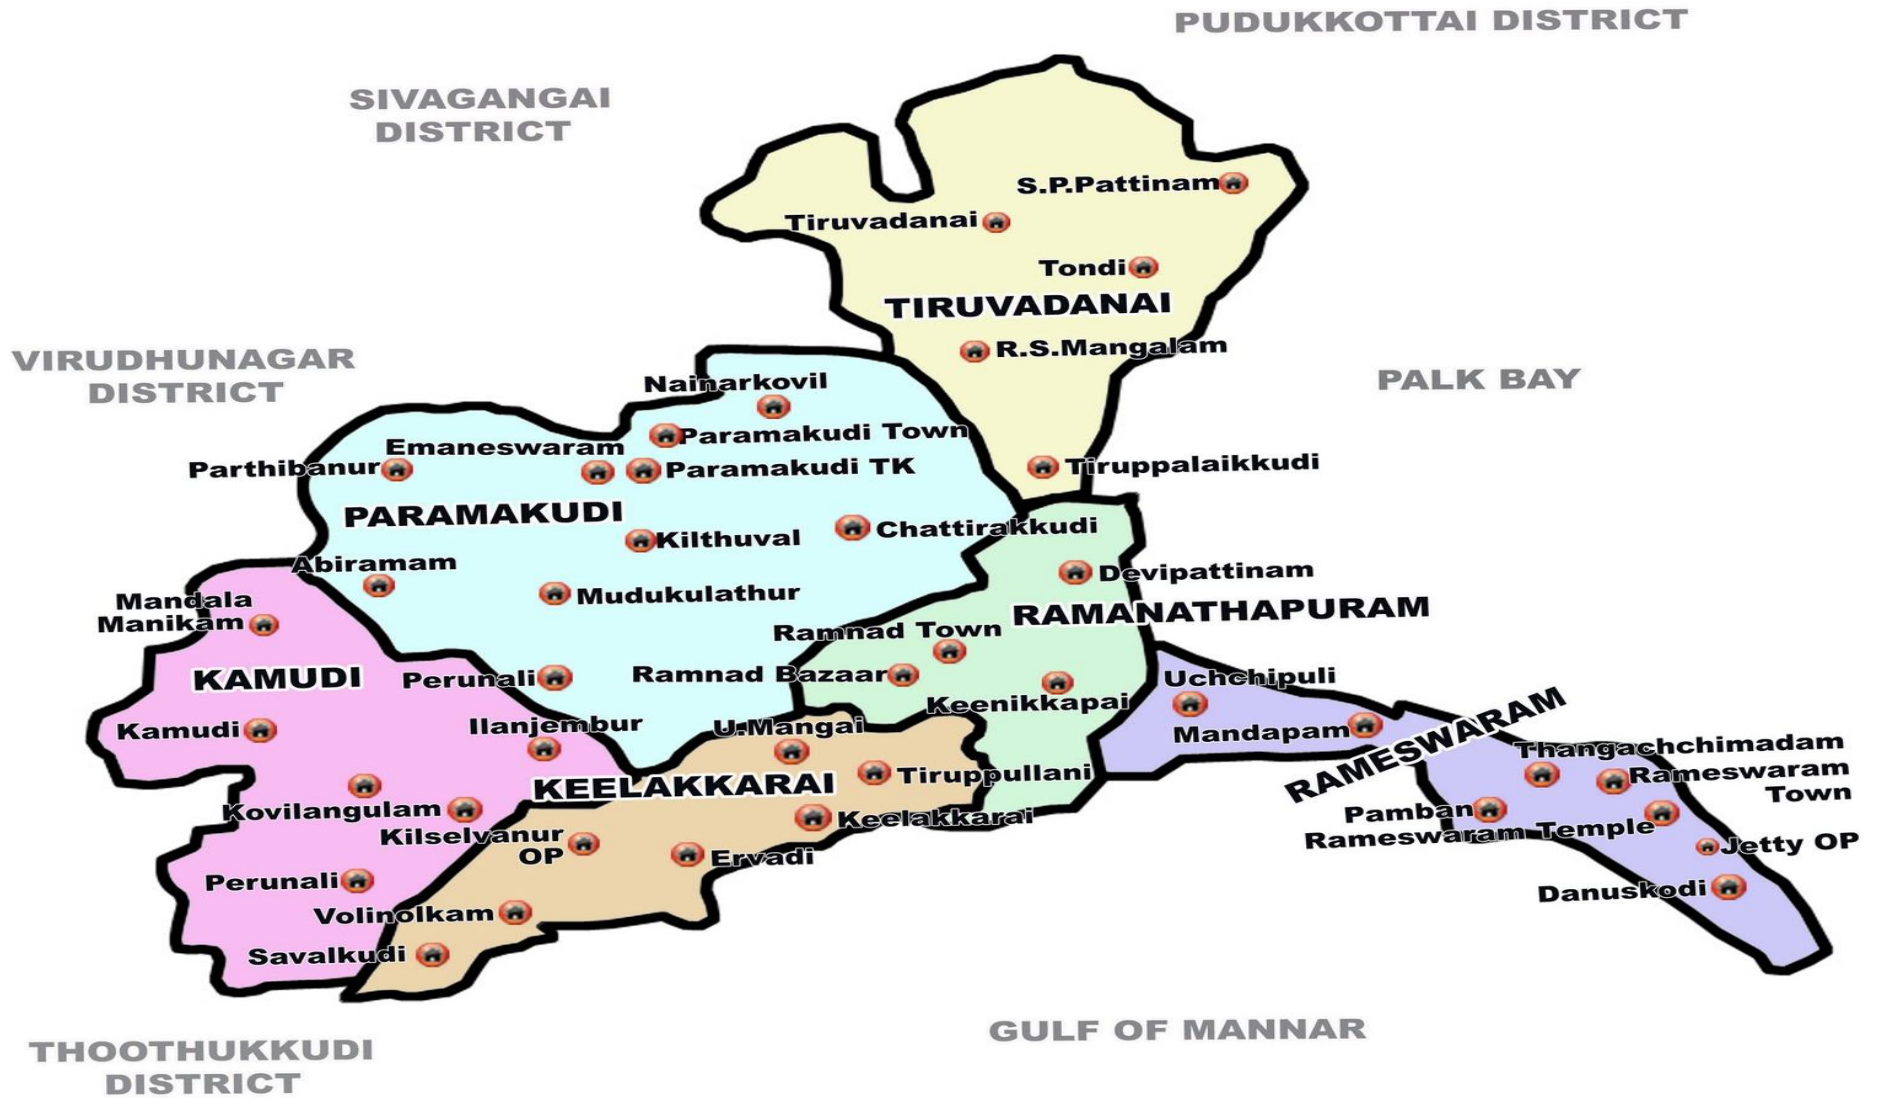 PUDUKKOTTAI DISTRICT
SIVAGANGAI
DISTRICT
S.P.Pattinam
Tiruvadanai
Tondi
TIRUVADANAI
R.S.Mangalam
VIRUDHUNAGAR
DISTRICT
PALK BAY
Nainarkovil
Paramakudi Town
Emaneswaram
Parthibanur
Paramakudi TK
Tiruppalaikkudi
PARAMAKUDI
Kilthuval
Chattirakkudi
Abiramam
Devipattinam
Mudukulathur
Mandala
Manikam
RAMANATHAPURAM
Ramnad Town
KAMUDI
Perunali
Ramnad Bazaar
Uchchipuli
Keenikkapai
Kamudi
Ilanjembur
U.Mangai
Mandapam
RAMESWARAM
Thangachchimadam
KEELAKKARAI
Tiruppullani
Rameswaram
Town
Kovilangulam
Keelakkarai
Pamban
Kilselvanur
OP
Rameswaram Temple
Jetty OP
Ervadi
Perunali
Danuskodi
Volinolkam
Savalkudi
GULF OF MANNAR
THOOTHUKKUDI
DISTRICT